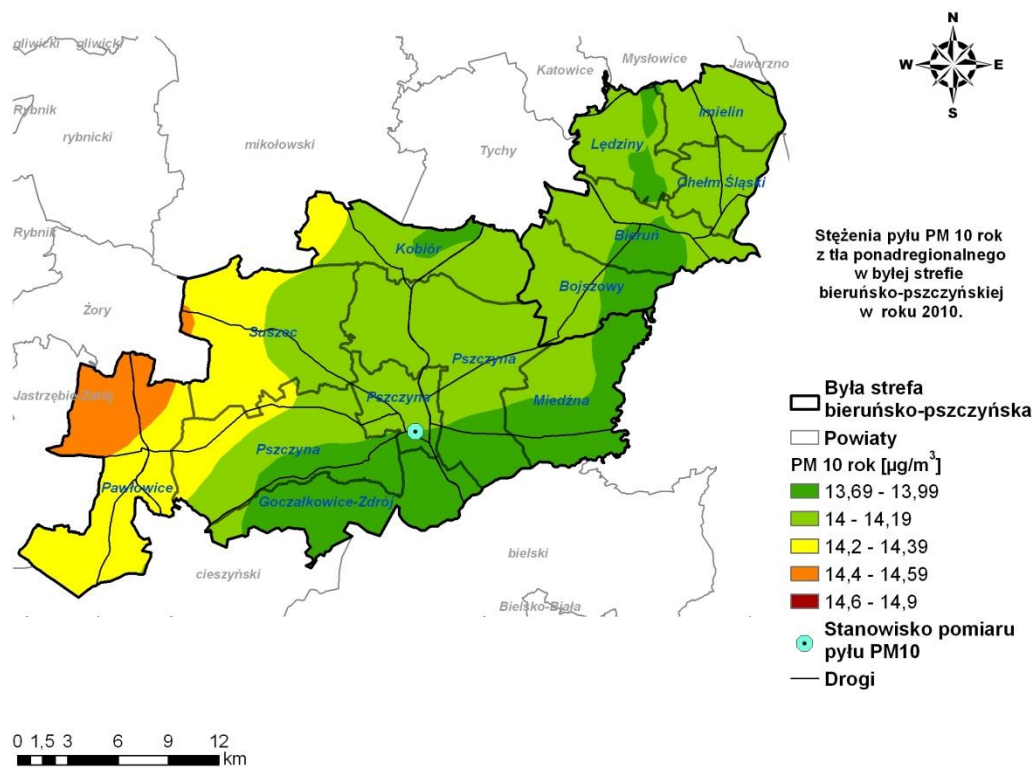 N
W
E
S
gliwicki gliwicki
Mysłowice
Katowice
Jaworzno
Rybnik
rybnicki
mikołowski
Tychy
Imielin
Lędziny
Chełm Śląski
Rybnik
Kobiór
Bieruń
Bojszowy
Żory
Suszec
Pszczyna
Jastrzębie-Zdrój
Pszczyna
Miedźna
Pszczyna
Pawłowice
Goczałkowice-Zdrój
cieszyński
bielski
Bielsko-Biała
Stężenia pyłu PM 10 rok
z tła ponadregionalnego
w byłej strefie
bieruńsko-pszczyńskiej
w roku 2010.
Była strefa
bieruńsko-pszczyńska
Powiaty
PM 10 rok [µg/m³]
13,69 - 13,99
14 - 14,19
14,2 - 14,39
14,4 - 14,59
14,6 - 14,9
Stanowisko pomiaru
pyłu PM10
Drogi
0 1,5 3 6 9 12
km